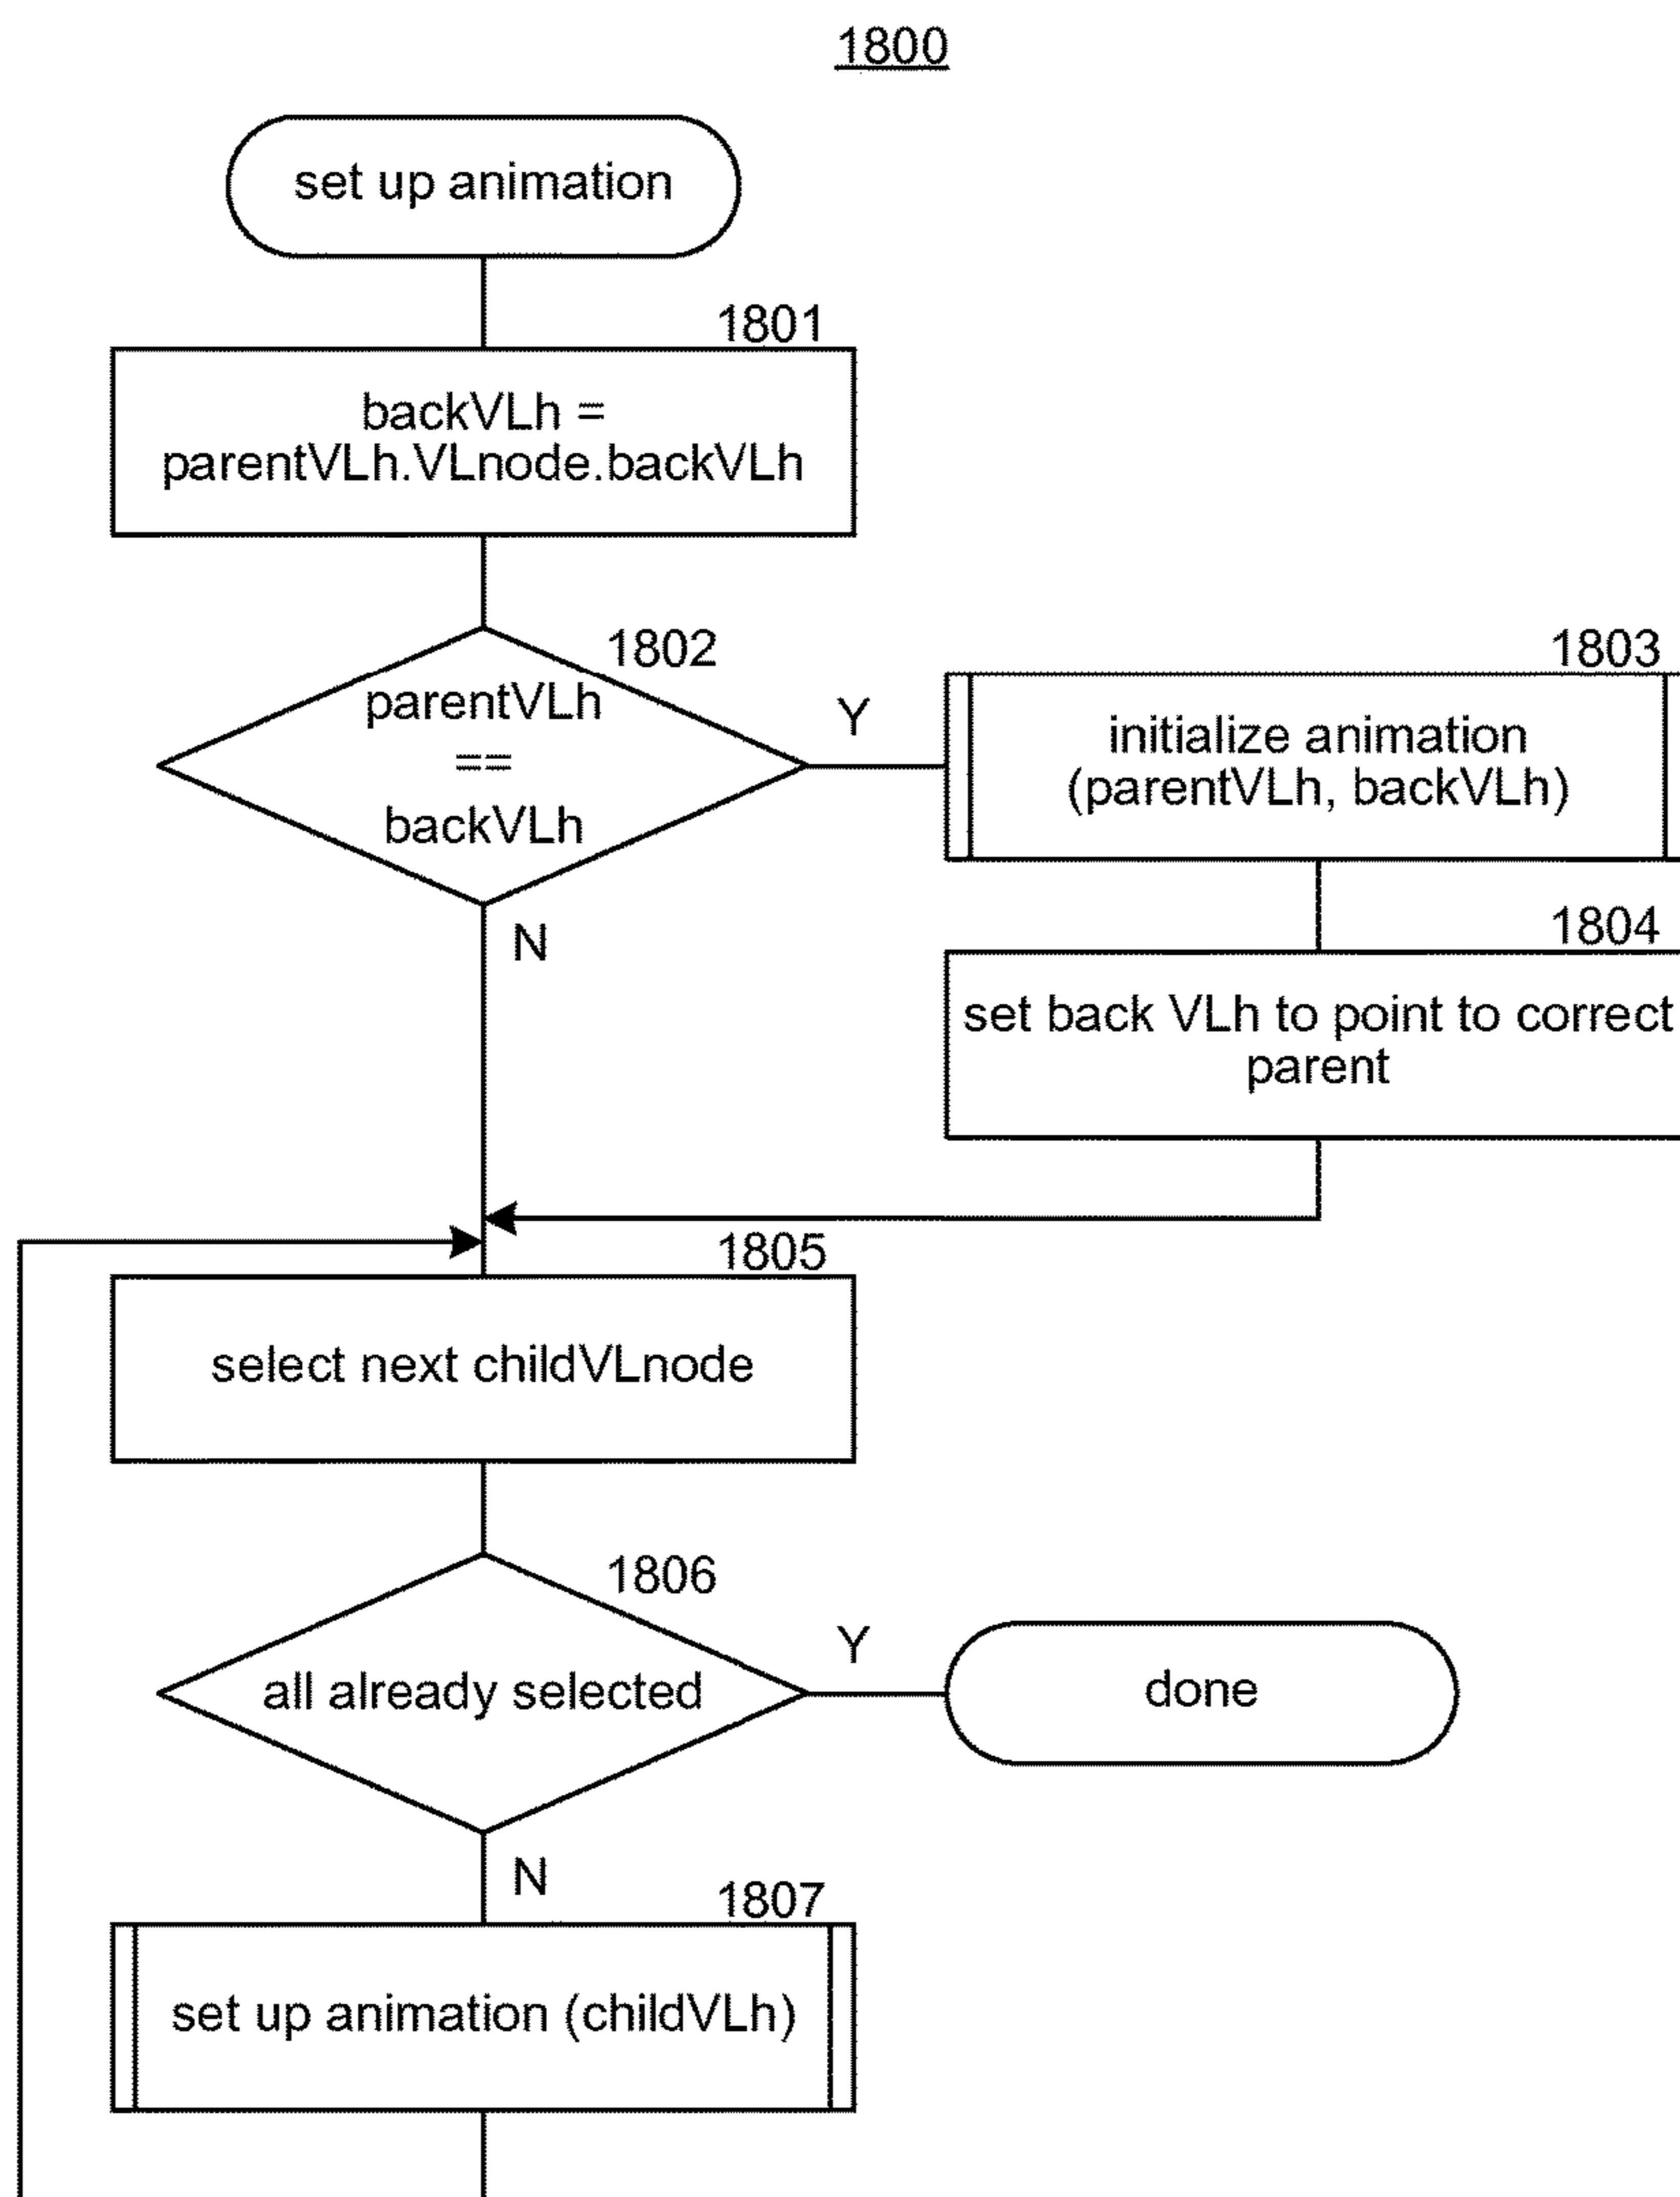 1800
set up animation
1801
backVLh =
parentVLh.VLnode.backVLh
1802
parentVLh
==
backVLh
Y
N
1803
initialize animation
(parentVLh, backVLh)
1804
set back VLh to point to correct
parent
1805
select next childVLnode
1806
all already selected
Y
done
N
1807
set up animation (childVLh)